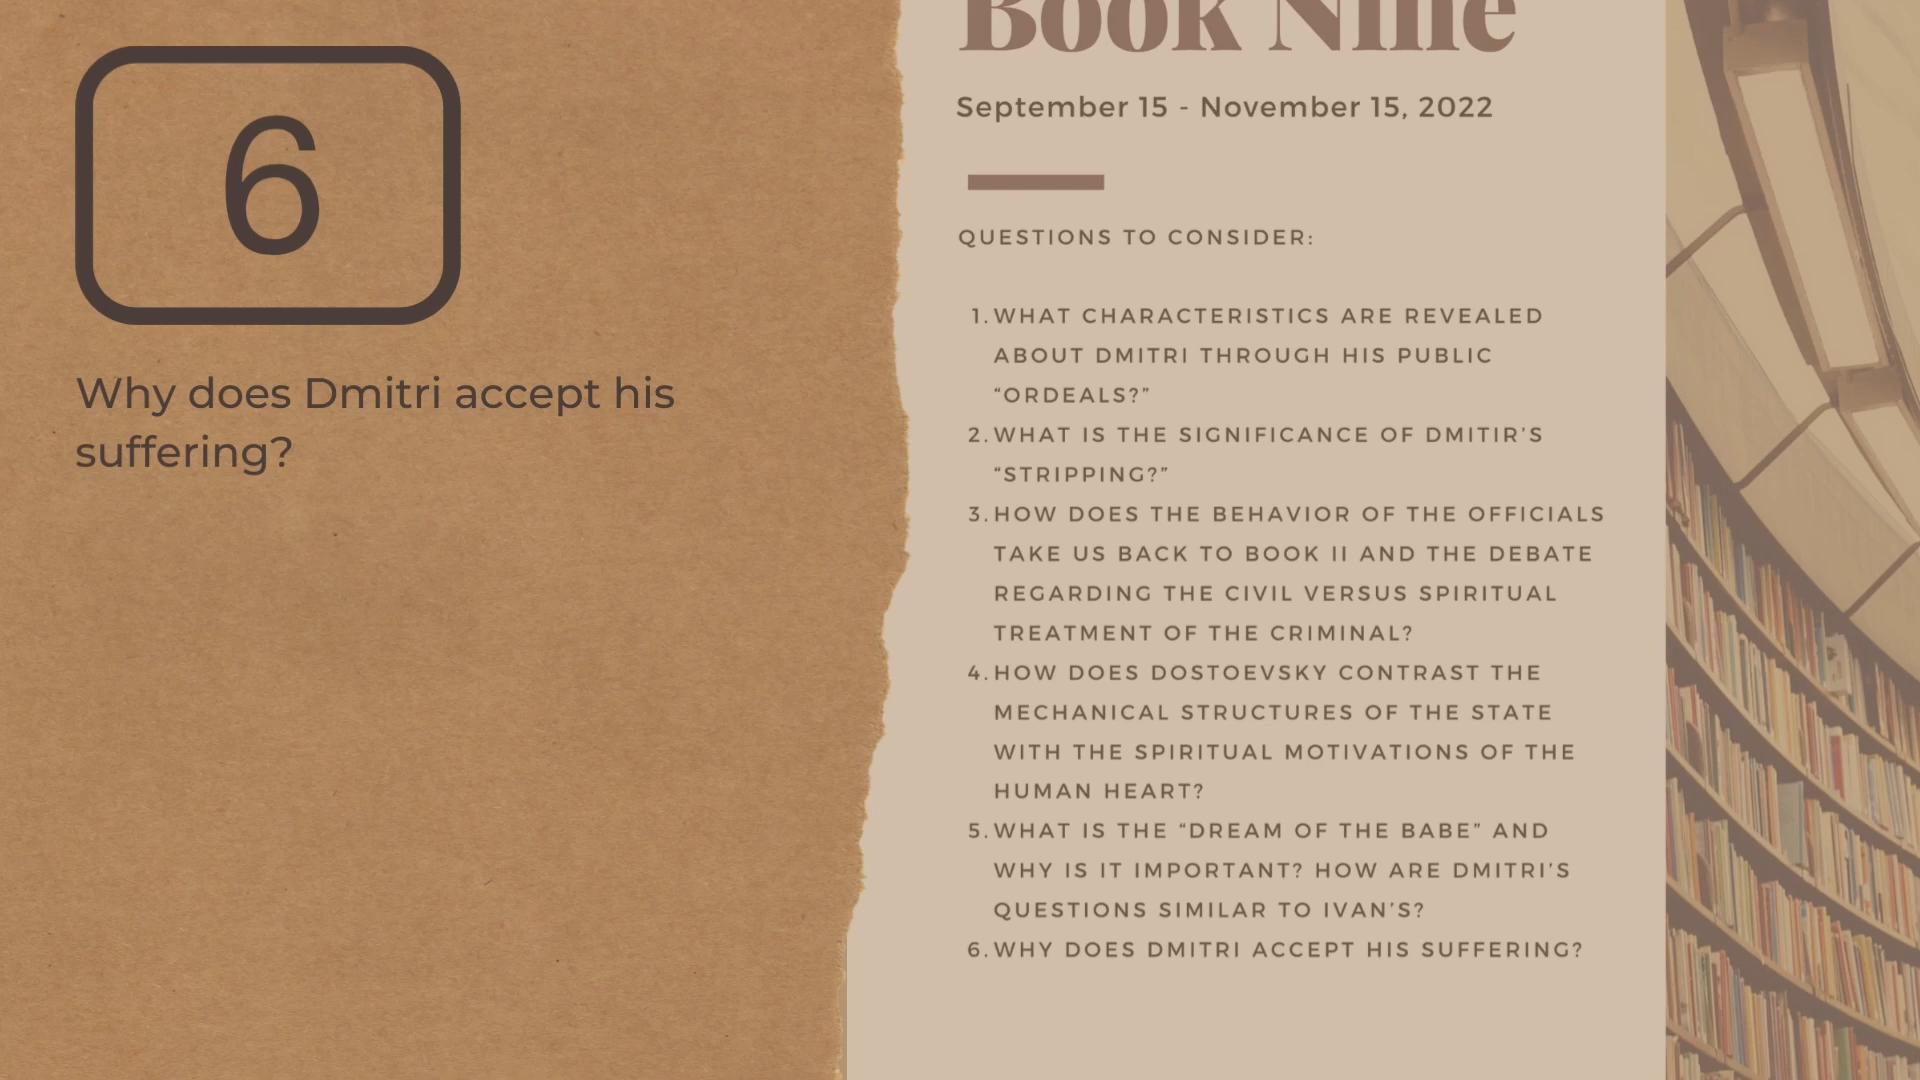 6
Why does Dmitri accept his
suffering?
Book Nine
September 15 - November 15, 2022
QUESTIONS TO CONSIDER:
1. WHAT CHARACTERISTICS ARE REVEALED
ABOUT DMITRI THROUGH HIS PUBLIC
“ORDEALS?”
2. WHAT IS THE SIGNIFICANCE OF DMITIR’S
“STRIPPING?”
3. HOW DOES THE BEHAVIOR OF THE OFFICIALS
TAKE US BACK TO BOOK II AND THE DEBATE
REGARDING THE CIVIL VERSUS SPIRITUAL
TREATMENT OF THE CRIMINAL?
4. HOW DOES DOSTOEVSKY CONTRAST THE
MECHANICAL STRUCTURES OF THE STATE
WITH THE SPIRITUAL MOTIVATIONS OF THE
HUMAN HEART?
5. WHAT IS THE “DREAM OF THE BABE” AND
WHY IS IT IMPORTANT? HOW ARE DMITRI’S
QUESTIONS SIMILAR TO IVAN’S?
6. WHY DOES DMITRI ACCEPT HIS SUFFERING?